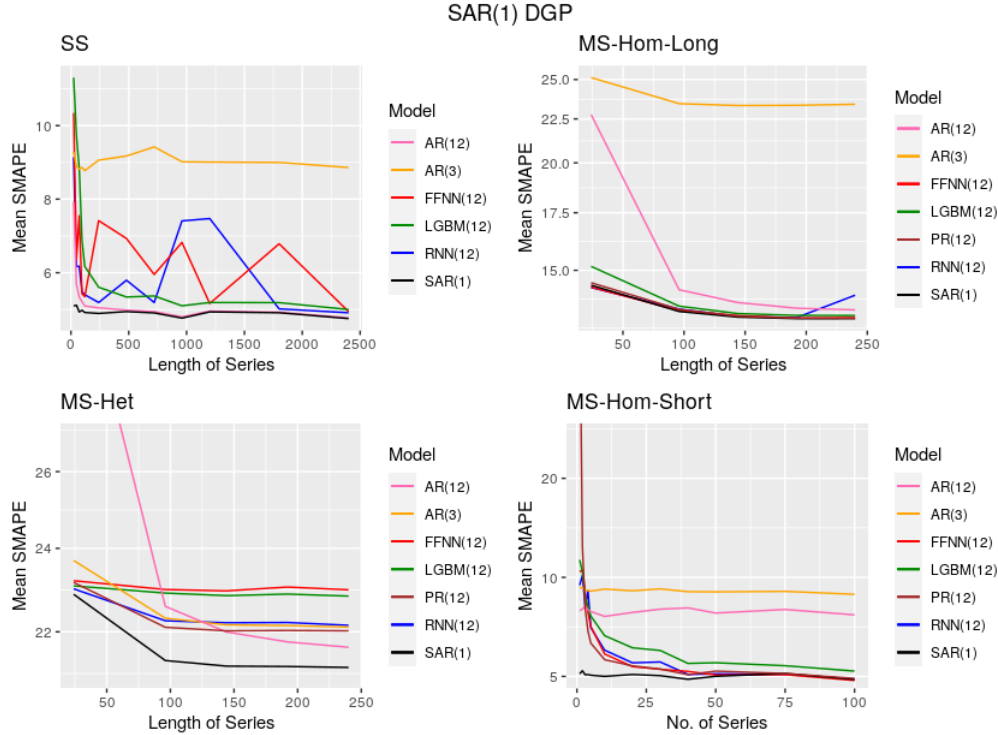 SAR(1) DGP
SS
Mean SMAPE
10
8
6
0
500
1000
1500
2000
2500
Length of Series
Model
AR(12)
AR(3)
FFNN(12)
LGBM(12)
RNN(12)
SAR(1)
MS-Hom-Long
Mean SMAPE
25.0
22.5
20.0
17.5
15.0
50
100
150
200
250
Length of Series
Model
AR(12)
AR(3)
FFNN(12)
LGBM(12)
PR(12)
RNN(12)
SAR(1)
MS-Het
Mean SMAPE
26
24
22
50
100
150
200
250
Length of Series
Model
AR(12)
AR(3)
FFNN(12)
LGBM(12)
PR(12)
RNN(12)
SAR(1)
MS-Hom-Short
Mean SMAPE
20
10
5
0
25
50
75
100
No. of Series
Model
AR(12)
AR(3)
FFNN(12)
LGBM(12)
PR(12)
RNN(12)
SAR(1)